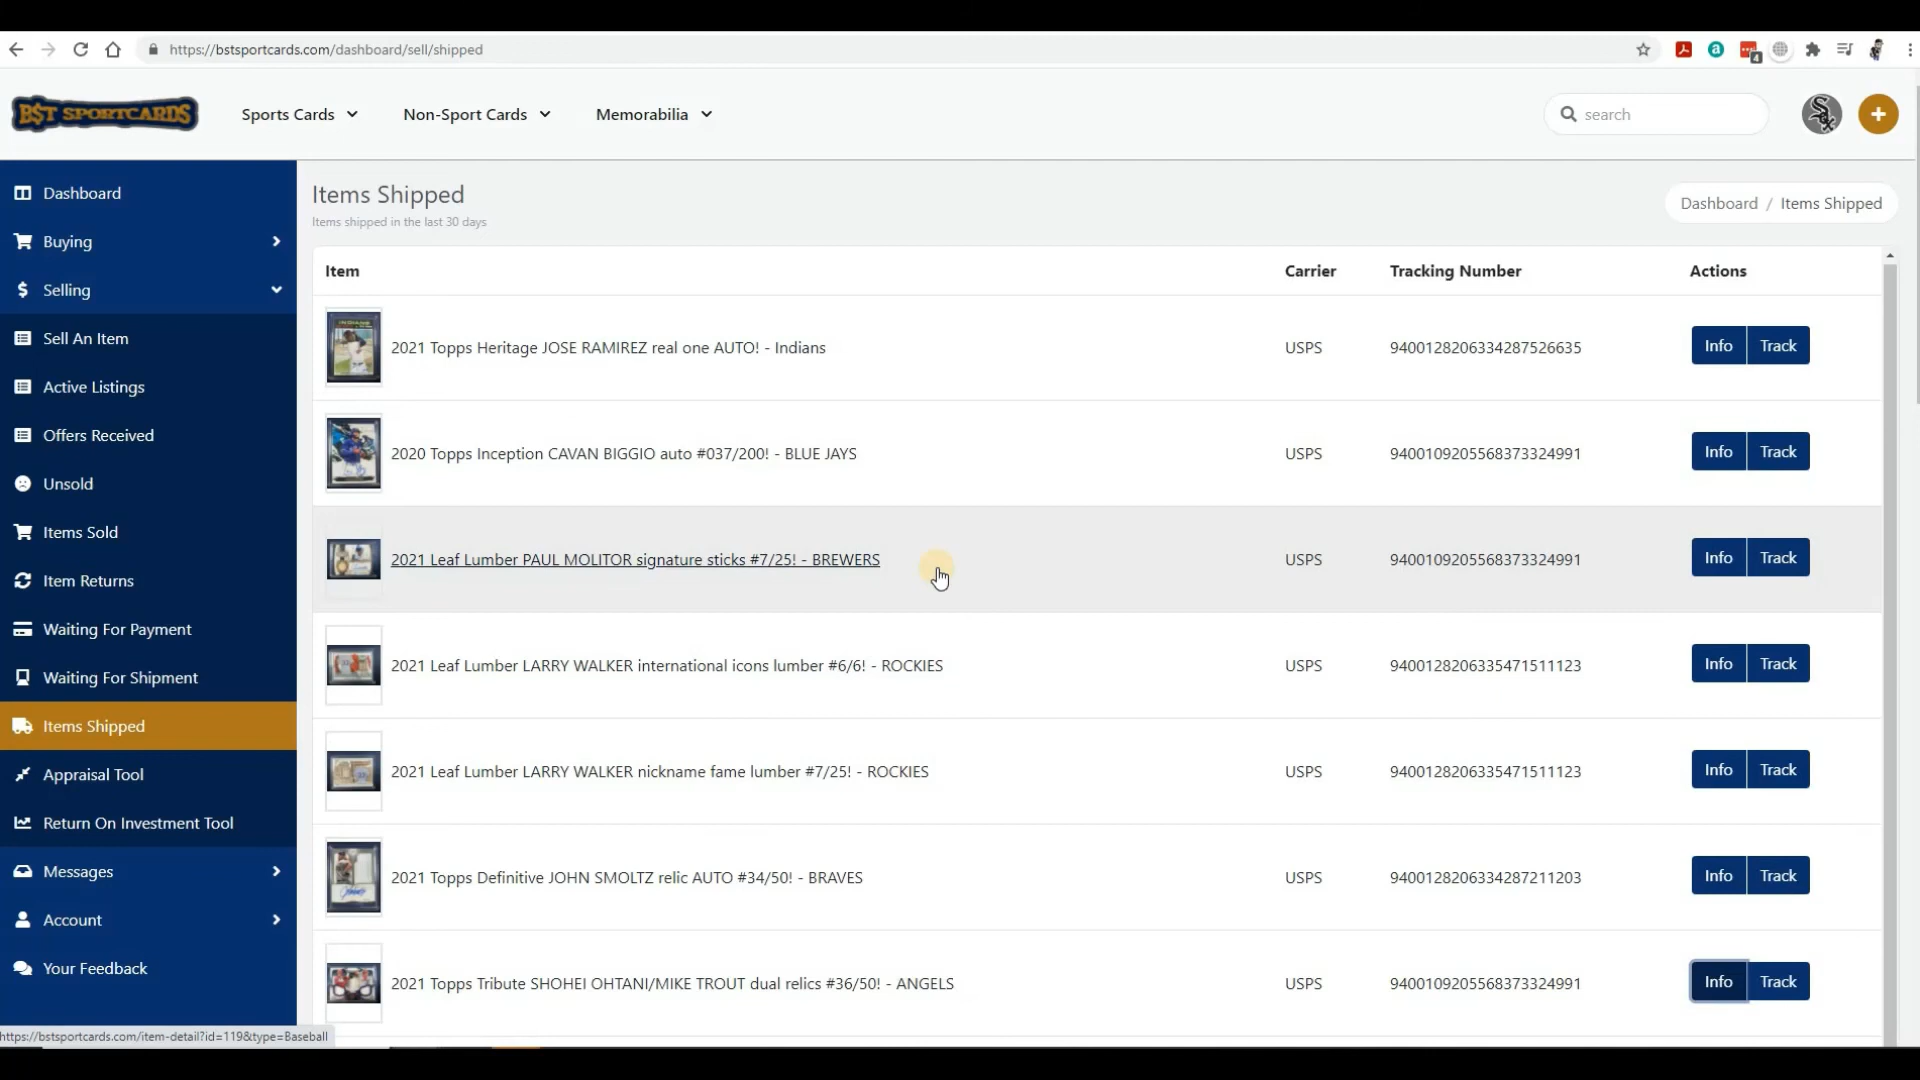 https://bstsportcards.com/dashboard/sell/shipped
4
B$T SPORTCARDS
Sports Cards
Non-Sport Cards
Memorabilia
search
Dashboard
Buying
Selling
Sell An Item
Active Listings
Offers Received
Unsold
Items Sold
Item Returns
Waiting For Payment
Waiting For Shipment
Items Shipped
Appraisal Tool
Return On Investment Tool
Messages
Account
Your Feedback
Items Shipped
Items shipped in the last 30 days
Dashboard / Items Shipped
Item Carrier Tracking Number Actions
2021 Topps Heritage JOSE RAMIREZ real one AUTO! - Indians USPS 9400128206334287526635 Info Track
2020 Topps Inception CAVAN BIGGIO auto #037/200! - BLUE JAYS USPS 9400109205568373324991 Info Track
2021 Leaf Lumber PAUL MOLITOR signature sticks #7/25! - BREWERS USPS 9400109205568373324991 Info Track
2021 Leaf Lumber LARRY WALKER international icons lumber #6/6! - ROCKIES USPS 9400128206335471511123 Info Track
2021 Leaf Lumber LARRY WALKER nickname fame lumber #7/25! - ROCKIES USPS 9400128206335471511123 Info Track
2021 Topps Definitive JOHN SMOLTZ relic AUTO #34/50! - BRAVES USPS 9400128206334287211203 Info Track
2021 Topps Tribute SHOHEI OHTANI/MIKE TROUT dual relics #36/50! - ANGELS USPS 9400109205568373324991 Info Track
https://bstsportcards.com/item-detail?id=119&type=Baseball